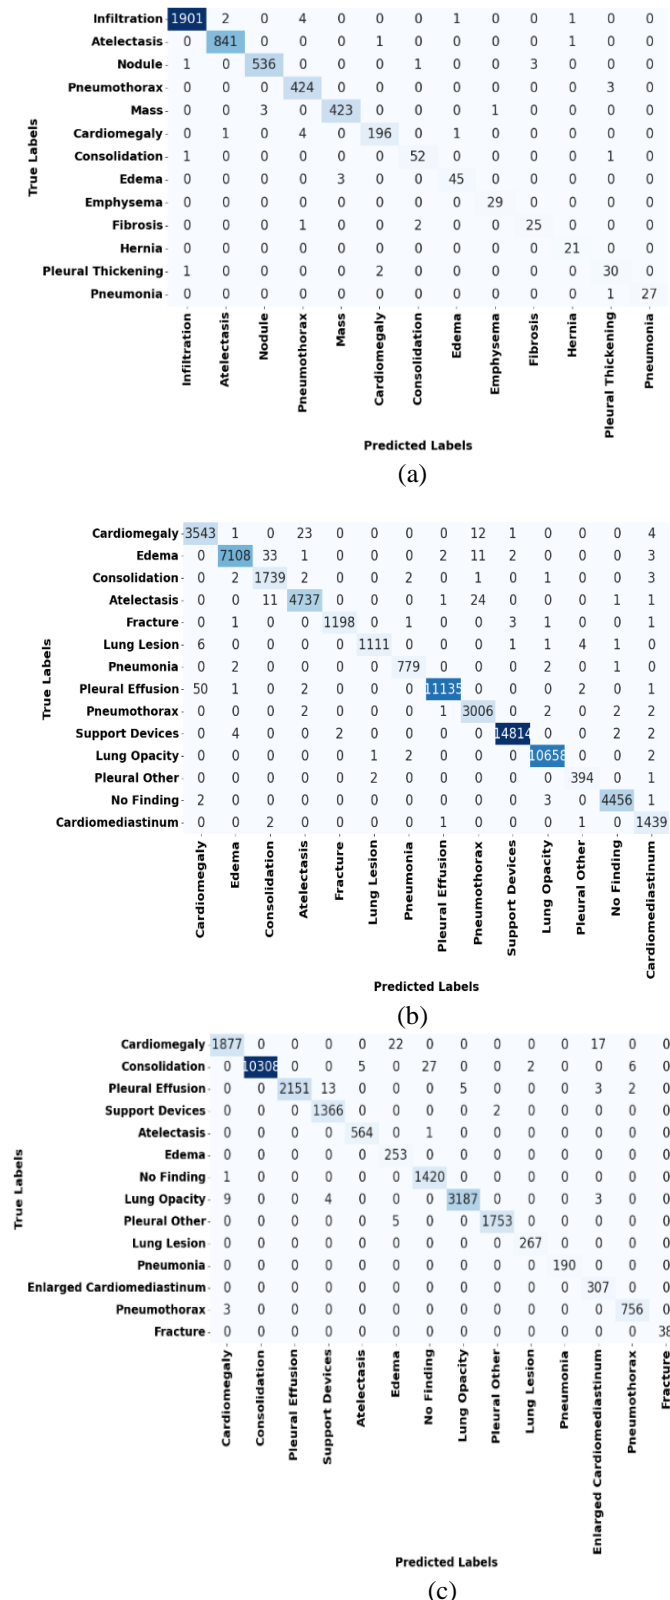 True Labels
Infiltration 1901 2 0 4 0 0 0 1 0 0 1 0 0
Atelectasis 0 841 0 0 0 1 0 0 0 0 1 0 0
Nodule 1 0 536 0 0 0 1 0 0 3 0 0 0
Pneumothorax 0 0 0 424 0 0 0 0 0 0 0 3 0
Mass 0 0 3 0 423 0 0 0 1 0 0 0 0
Cardiomegaly 0 1 0 4 0 196 0 1 0 0 0 0 0
Consolidation 1 0 0 0 0 0 52 0 0 0 0 1 0
Edema 0 0 0 0 3 0 0 45 0 0 0 0 0
Emphysema 0 0 0 0 0 0 0 0 29 0 0 0 0
Fibrosis 0 0 0 1 0 0 2 0 0 25 0 0 0
Hernia 0 0 0 0 0 0 0 0 0 0 21 0 0
Pleural Thickening 1 0 0 0 0 2 0 0 0 0 0 30 0
Pneumonia 0 0 0 0 0 0 0 0 0 0 0 1 27
Infiltration Atelectasis Nodule Pneumothorax Mass Cardiomegaly Consolidation Edema Emphysema Fibrosis Hernia Pleural Thickening Pneumonia
Predicted Labels
(a)
True Labels
Cardiomegaly 3543 1 0 23 0 0 0 0 12 1 0 0 0 4
Edema 0 7108 33 1 0 0 0 2 11 2 0 0 0 3
Consolidation 0 2 1739 2 0 0 2 0 1 0 1 0 0 3
Atelectasis 0 0 11 4737 0 0 0 1 24 0 0 0 1 1
Fracture 0 1 0 0 1198 0 1 0 0 3 1 0 0 1
Lung Lesion 6 0 0 0 0 1111 0 0 0 1 1 4 1 0
Pneumonia 0 2 0 0 0 0 779 0 0 0 2 0 1 0
Pleural Effusion 50 1 0 2 0 0 0 11135 0 0 0 2 0 1
Pneumothorax 0 0 0 2 0 0 0 1 3006 0 2 0 2 2
Support Devices 0 4 0 0 2 0 0 0 0 14814 0 0 2 2
Lung Opacity 0 0 0 0 0 1 2 0 0 0 10658 0 0 2
Pleural Other 0 0 0 0 0 2 0 0 0 0 0 394 0 1
No Finding 2 0 0 0 0 0 0 0 0 0 3 0 4456 1
Cardiomediastinum 0 0 2 0 0 0 0 1 0 0 0 1 0 1439
Cardiomegaly Edema Consolidation Atelectasis Fracture Lung Lesion Pneumonia Pleural Effusion Pneumothorax Support Devices Lung Opacity Pleural Other No Finding Cardiomediastinum
Predicted Labels
(b)
True Labels
Cardiomegaly 1877 0 0 0 0 22 0 0 0 0 0 17 0 0
Consolidation 0 10308 0 0 5 0 27 0 0 2 0 0 6 0
Pleural Effusion 0 0 2151 13 0 0 0 5 0 0 0 3 2 0
Support Devices 0 0 0 1366 0 0 0 0 2 0 0 0 0 0
Atelectasis 0 0 0 0 564 0 1 0 0 0 0 0 0 0
Edema 0 0 0 0 0 253 0 0 0 0 0 0 0 0
No Finding 1 0 0 0 0 0 1420 0 0 0 0 0 0 0
Lung Opacity 9 0 0 4 0 0 0 3187 0 0 0 3 0 0
Pleural Other 0 0 0 0 0 5 0 0 1753 0 0 0 0 0
Lung Lesion 0 0 0 0 0 0 0 0 0 267 0 0 0 0
Pneumonia 0 0 0 0 0 0 0 0 0 0 190 0 0 0
Enlarged Cardiomediastinum 0 0 0 0 0 0 0 0 0 0 0 307 0 0
Pneumothorax 3 0 0 0 0 0 0 0 0 0 0 0 756 0
Fracture 0 0 0 0 0 0 0 0 0 0 0 0 0 38
Cardiomegaly Consolidation Pleural Effusion Support Devices Atelectasis Edema No Finding Lung Opacity Pleural Other Lung Lesion Pneumonia Enlarged Cardiomediastinum Pneumothorax Fracture
Predicted Labels
(c)